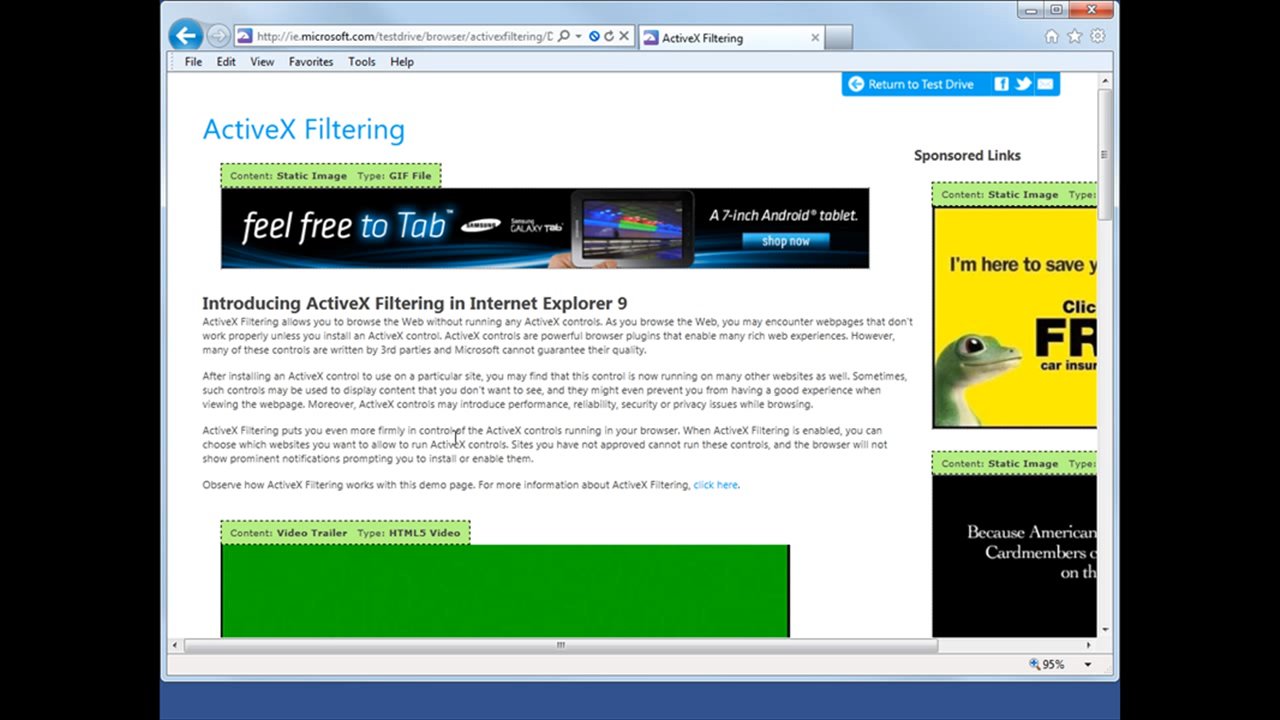 http://ie.microsoft.com/testdrive/browser/activexfiltering/D
ActiveX Filtering
File Edit View Favorites Tools Help
Return to Test Drive
ActiveX Filtering
Content: Static Image Type: GIF File
feel free to Tab™ SAMSUNG Samsung GALAXY Tab A 7-inch Android® tablet.
shop now
Introducing ActiveX Filtering in Internet Explorer 9
ActiveX Filtering allows you to browse the Web without running any ActiveX controls. As you browse the Web, you may encounter webpages that don't
work properly unless you install an ActiveX control. ActiveX controls are powerful browser plugins that enable many rich web experiences. However,
many of these controls are written by 3rd parties and Microsoft cannot guarantee their quality.
After installing an ActiveX control to use on a particular site, you may find that this control is now running on many other websites as well. Sometimes,
such controls may be used to display content that you don't want to see, and they might even prevent you from having a good experience when
viewing the webpage. Moreover, ActiveX controls may introduce performance, reliability, security or privacy issues while browsing.
ActiveX Filtering puts you even more firmly in control of the ActiveX controls running in your browser. When ActiveX Filtering is enabled, you can
choose which websites you want to allow to run ActiveX controls. Sites you have not approved cannot run these controls, and the browser will not
show prominent notifications prompting you to install or enable them.
Observe how ActiveX Filtering works with this demo page. For more information about ActiveX Filtering, click here.
Content: Video Trailer Type: HTML5 Video
Sponsored Links
Content: Static Image Type:
I'm here to save y
Clic
FR
car insur
Content: Static Image Type:
Because American
Cardmembers c
on th
95%